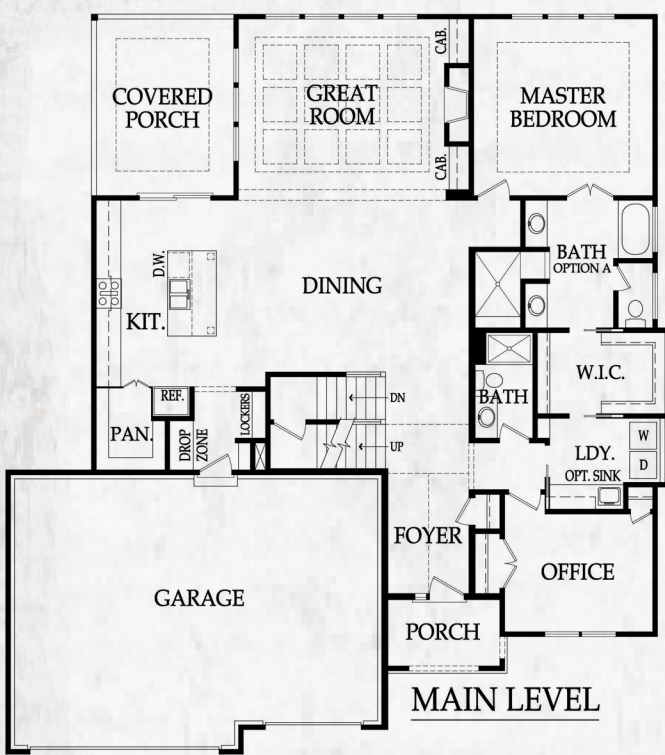 COVERED
PORCH
GREAT
ROOM
CAB.
CAB.
MASTER
BEDROOM
BATH
OPTION A
D.W.
KIT.
DINING
W.I.C.
BATH
REF.
LOCKERS
DN
UP
PAN.
DROP
ZONE
LDY.
OPT. SINK
W
D
FOYER
OFFICE
GARAGE
PORCH
MAIN LEVEL